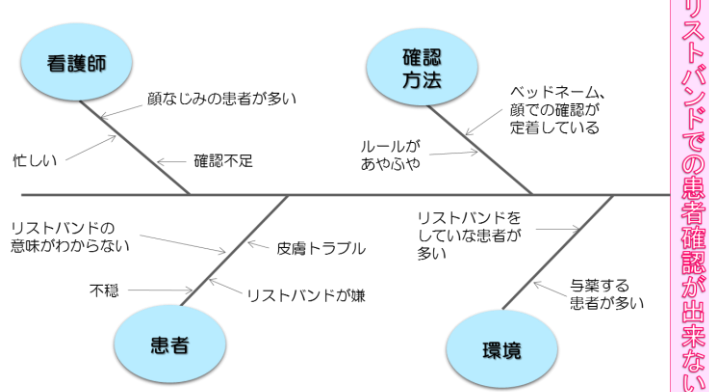 看護師
顔なじみの患者が多い
忙しい
確認不足
確認
方法
ベッドネーム、
顔での確認が
定着している
ルールが
あやふや
リストバンドの
意味がわからない
皮膚トラブル
不穏
リストバンドが嫌
患者
リストバンドを
していな患者が
多い
与薬する
患者が多い
環境
リストバンドでの患者確認が出来ない